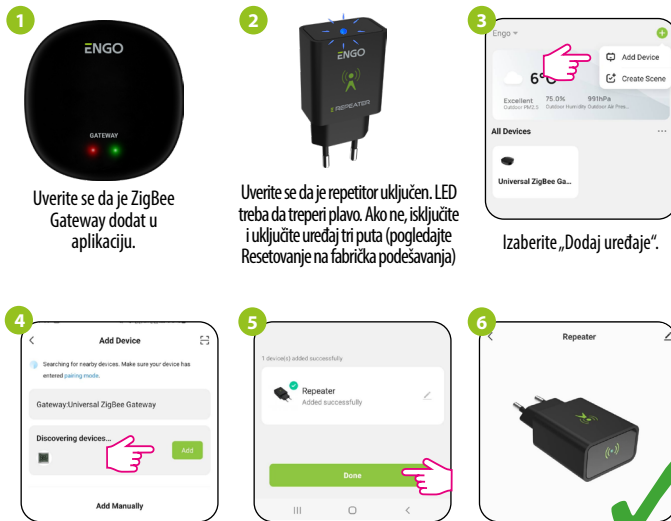 1
ENGO
GATEWAY
Uverite se da je ZigBee
Gateway dodat u
aplikaciju.
2
ENGO
REPEATER
Uverite se da je repetitor uključen. LED
treba da treperi plavo. Ako ne, isključite
i uključite uređaj tri puta (pogledajte
Resetovanje na fabrička podešavanja)
3
Engo
Add Device
Create Scene
6°
Excellent 75.0% 991hPa
Outdoor PM2.5 Outdoor Humidity Outdoor Air Pres...
All Devices
...
Universal ZigBee Ga...
Izaberite „Dodaj uređaje“.
4
Add Device
Searching for nearby devices. Make sure your device has
entered pairing mode.
Gateway:Universal ZigBee Gateway
Discovering devices...
Add
Add Manually
5
1 device(s) added successfully
Repeater
Added successfully
Done
6
Repeater